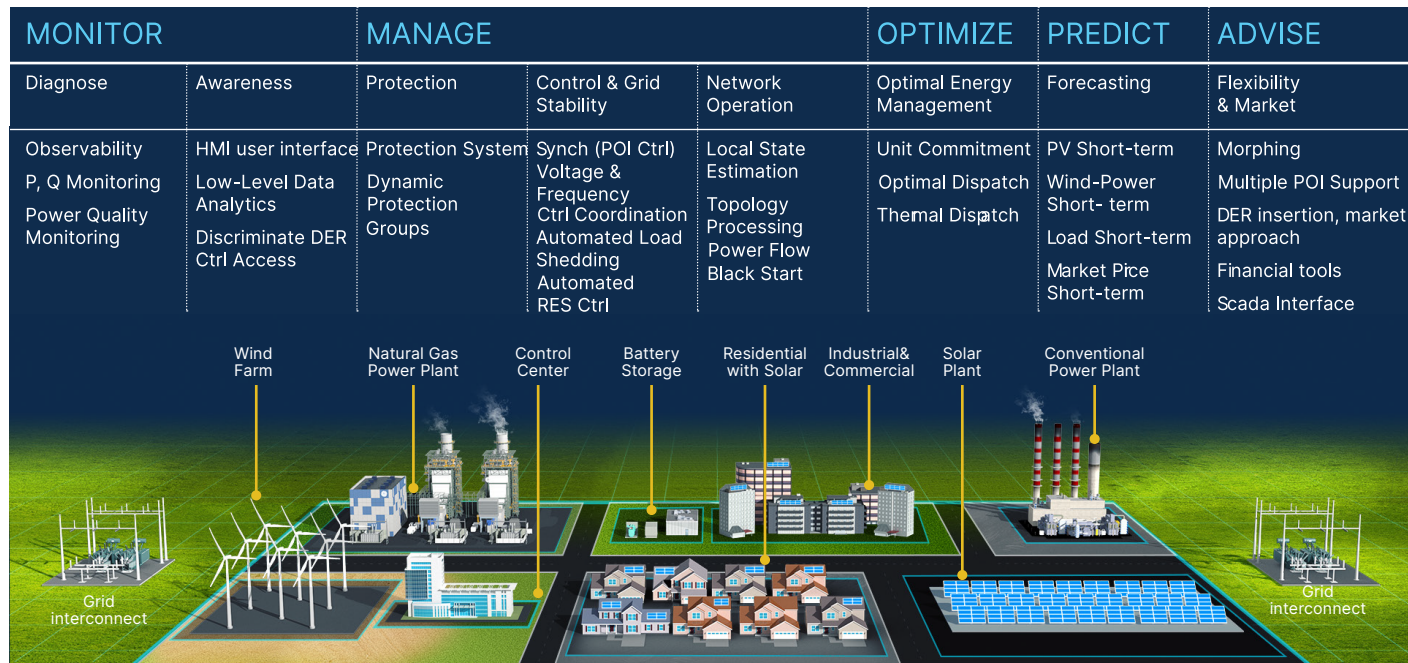 MONITOR
MANAGE
OPTIMIZE
PREDICT
ADVISE
Diagnose
Awareness
Protection
Control & Grid
Stability
Network
Operation
Optimal Energy
Management
Forecasting
Flexibility
& Market
Observability
P, Q Monitoring
Power Quality
Monitoring
HMI user interface
Low-Level Data
Analytics
Discriminate DER
Ctrl Access
Protection System
Dynamic
Protection
Groups
Synch (POI Ctrl)
Voltage &
Frequency
Ctrl Coordination
Automated Load
Shedding
Automated
RES Ctrl
Local State
Estimation
Topology
Processing
Power Flow
Black Start
Unit Commitment
Optimal Dispatch
Thermal Dispatch
PV Short-term
Wind-Power
Short- term
Load Short-term
Market Pice
Short-term
Morphing
Multiple POI Support
DER insertion, market
approach
Financial tools
Scada Interface
Wind
Farm
Natural Gas
Power Plant
Control
Center
Battery
Storage
Residential
with Solar
Industrial&
Commercial
Solar
Plant
Conventional
Power Plant
Grid
interconnect
Grid
interconnect